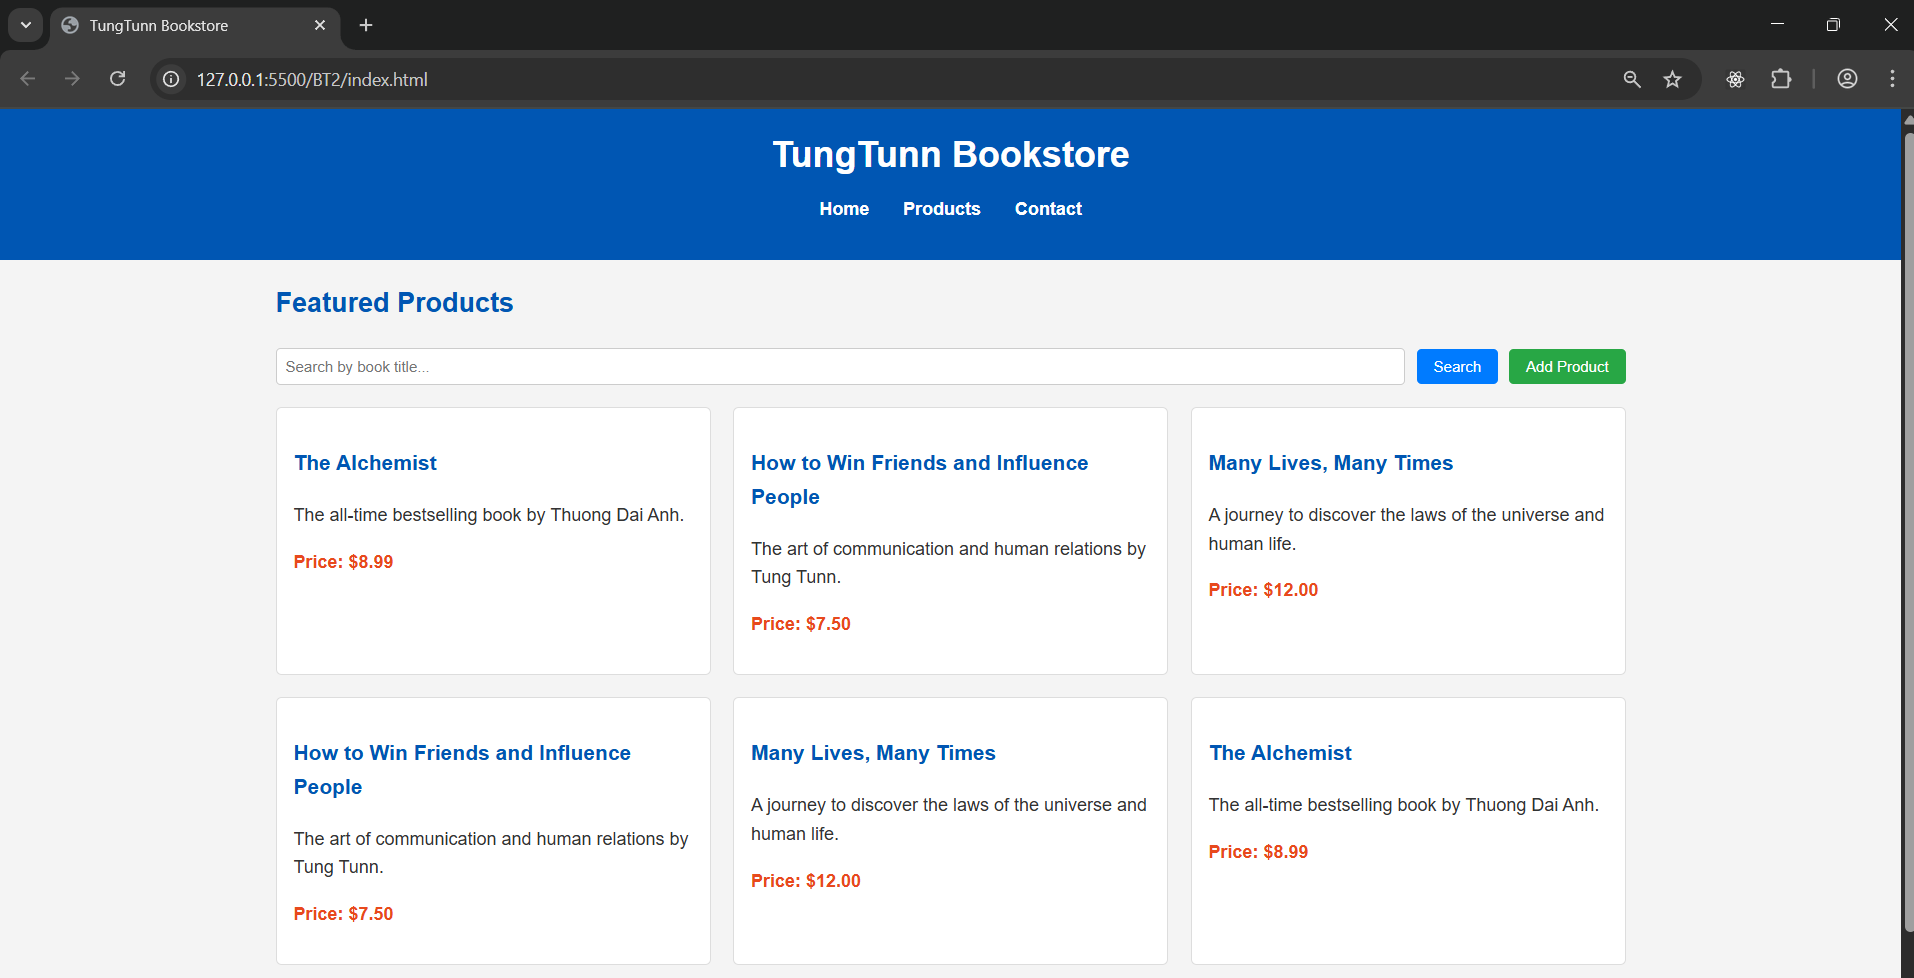 TungTunn Bookstore
127.0.0.1:5500/BT2/index.html
TungTunn Bookstore
Home Products Contact
Featured Products
Search by book title...
Search
Add Product
The Alchemist
The all-time bestselling book by Thuong Dai Anh.
Price: $8.99
How to Win Friends and Influence
People
The art of communication and human relations by
Tung Tunn.
Price: $7.50
Many Lives, Many Times
A journey to discover the laws of the universe and
human life.
Price: $12.00
How to Win Friends and Influence
People
The art of communication and human relations by
Tung Tunn.
Price: $7.50
Many Lives, Many Times
A journey to discover the laws of the universe and
human life.
Price: $12.00
The Alchemist
The all-time bestselling book by Thuong Dai Anh.
Price: $8.99